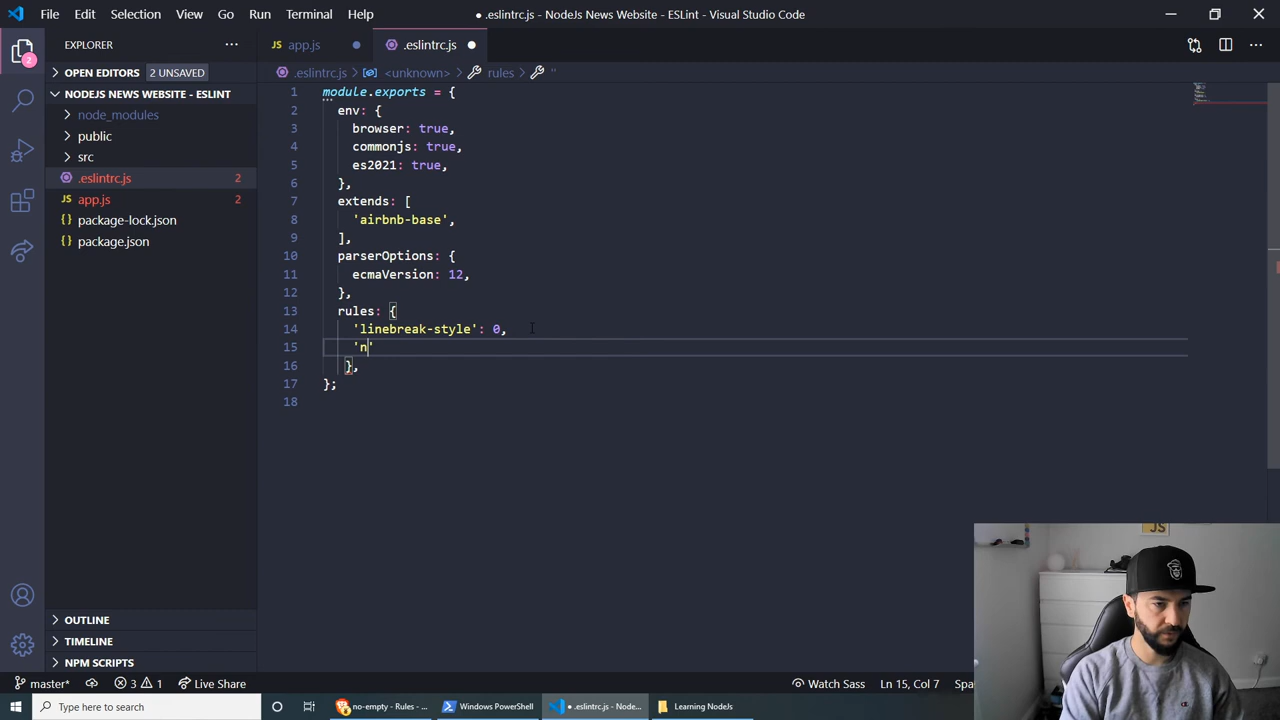 File Edit Selection View Go Run Terminal Help
● .eslintrc.js - NodeJs News Website - ESLint - Visual Studio Code
EXPLORER
JS app.js
.eslintrc.js
OPEN EDITORS 2 UNSAVED
.eslintrc.js > <unknown> > rules > ''
NODEJS NEWS WEBSITE - ESLINT
node_modules
public
src
.eslintrc.js 2
JS app.js 2
{} package-lock.json
{} package.json
2
1 module.exports = {
2 env: {
3 browser: true,
4 commonjs: true,
5 es2021: true,
6 },
7 extends: [
8 'airbnb-base',
9 ],
10 parserOptions: {
11 ecmaVersion: 12,
12 },
13 rules: {
14 'linebreak-style': 0,
15 'n'
16 },
17 };
18
JS
OUTLINE
TIMELINE
NPM SCRIPTS
master* 3 1 Live Share
Watch Sass Ln 15, Col 7 Spa
Type here to search
no-empty - Rules - ...
Windows PowerShell
● .eslintrc.js - Node...
Learning NodeJs